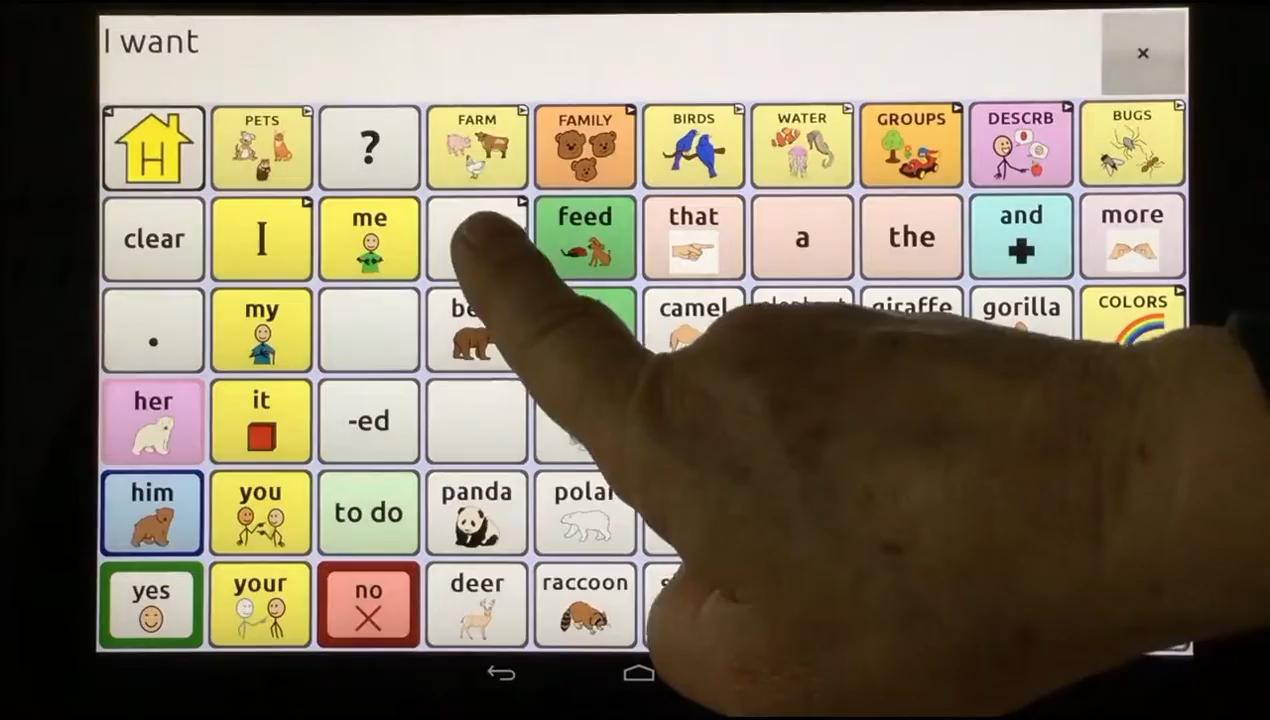 I want
×
H PETS ? FARM FAMILY BIRDS WATER GROUPS DESCRB BUGS
clear I me feed that a the and more
. my camel giraffe gorilla COLORS
her it -ed
him you to do panda
yes your no deer raccoon